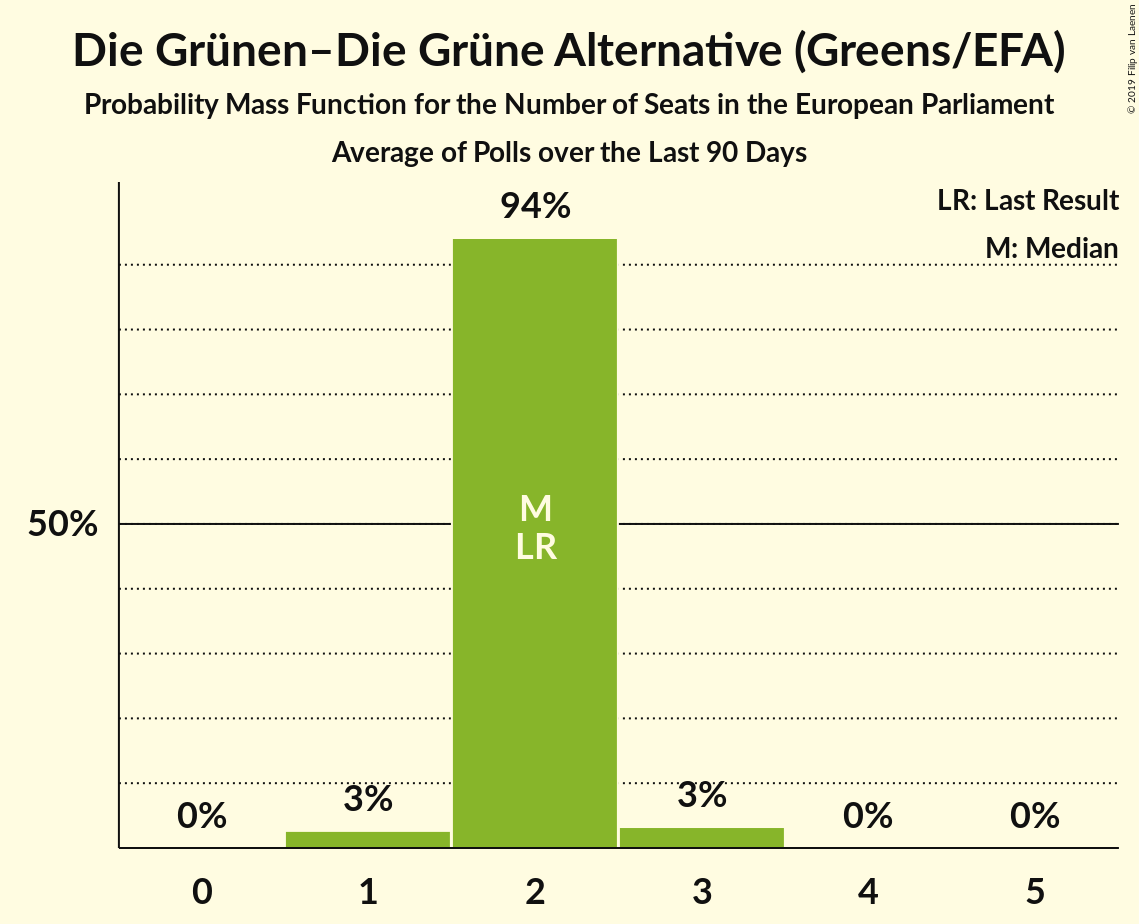 Die Grünen–Die Grüne Alternative (Greens/EFA)
Probability Mass Function for the Number of Seats in the European Parliament
Average of Polls over the Last 90 Days
© 2019 Filip van Laenen
LR: Last Result
M: Median
94%
50%
M
LR
0%
3%
3%
0%
0%
0 1 2 3 4 5